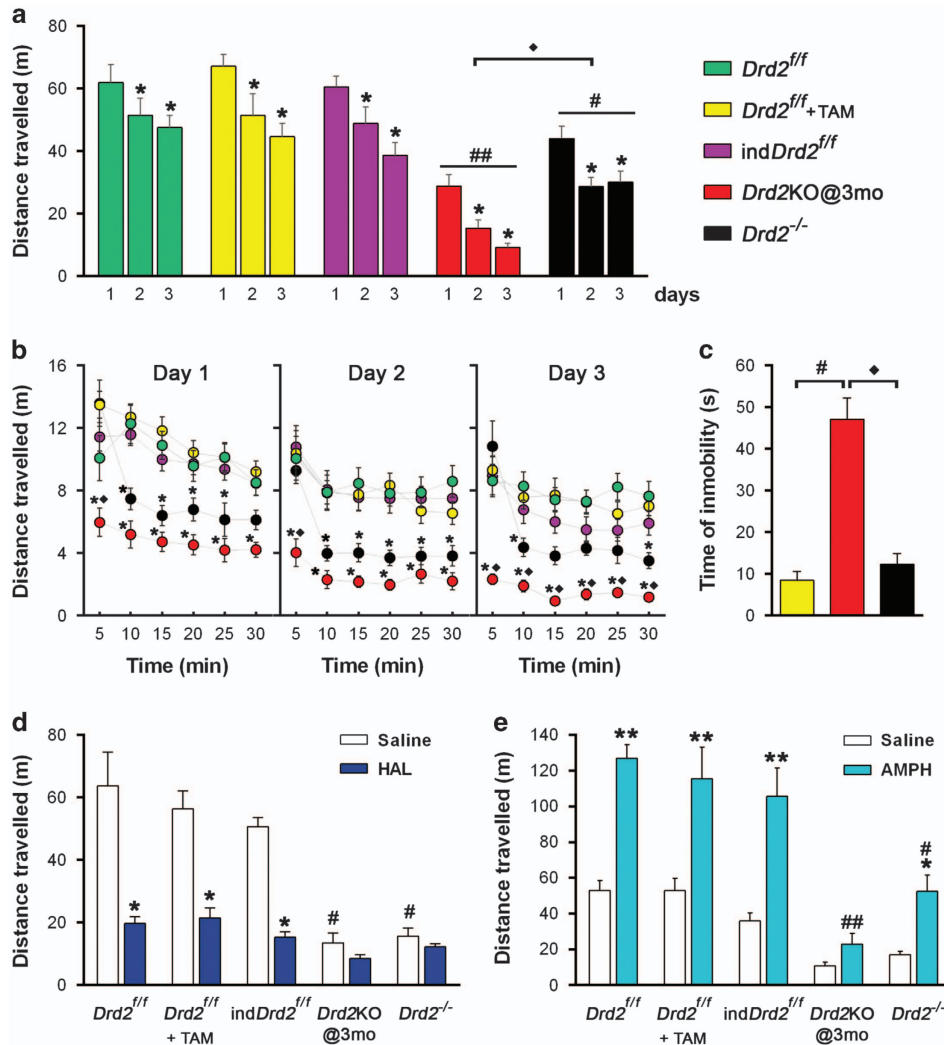 a
Distance travelled (m)
80
60
40
20
0
* * * * * * ## * * ◆ # * *
1 2 3 1 2 3 1 2 3 1 2 3 1 2 3 days
Drd2f/f
Drd2f/f+TAM
indDrd2f/f
Drd2KO@3mo
Drd2-/-
b
Distance travelled (m)
16
12
8
4
0
Day 1
Day 2
Day 3
*◆ * * * * * * * * * *
*◆ * * * * * * * * * *
*◆ * *◆ *◆ *◆ *◆ * *◆
5 10 15 20 25 30
5 10 15 20 25 30
5 10 15 20 25 30
Time (min)
Time (min)
Time (min)
c
Time of inmobility (s)
60
50
40
30
20
10
0
# ◆
d
Distance travelled (m)
80
60
40
20
0
Saline
HAL
* * * # #
Drd2f/f
Drd2f/f
+ TAM
indDrd2f/f
Drd2KO
@3mo
Drd2-/-
e
Distance travelled (m)
140
120
100
80
60
40
20
0
Saline
AMPH
** ** ** ## #
*
Drd2f/f
Drd2f/f
+ TAM
indDrd2f/f
Drd2KO
@3mo
Drd2-/-